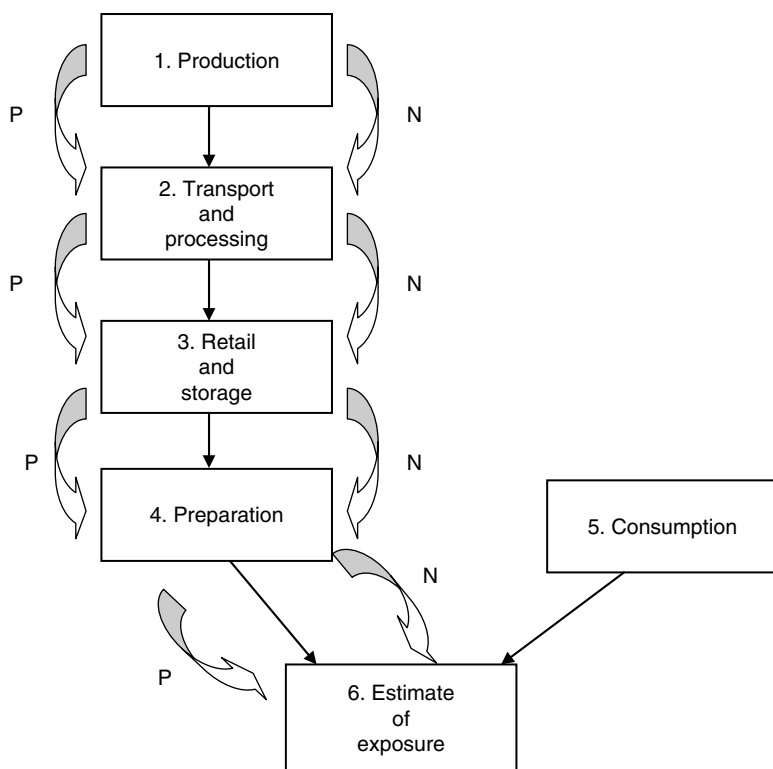 1. Production
P
N
2. Transport
and
processing
P
N
3. Retail
and
storage
P
N
4. Preparation
5. Consumption
N
P
6. Estimate
of
exposure